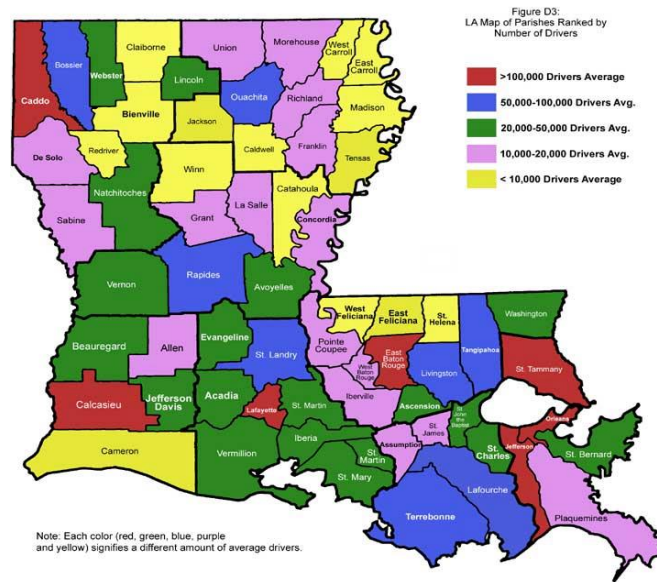 Figure D3:
LA Map of Parishes Ranked by
Number of Drivers
>100,000 Drivers Average
50,000-100,000 Drivers Avg.
20,000-50,000 Drivers Avg.
10,000-20,000 Drivers Avg.
< 10,000 Drivers Average
Caddo
Bossier
Webster
Claiborne
Lincoln
Union
Morehouse
West
Carroll
East
Carroll
Ouachita
Richland
Madison
Bienville
Jackson
De Soto
Redriver
Caldwell
Franklin
Tensas
Winn
Natchitoches
Catahoula
Sabine
Grant
La Salle
Concordia
Vernon
Rapides
Avoyelles
Beauregard
Allen
Evangeline
St. Landry
Pointe
Coupee
West
Feliciana
East
Feliciana
St.
Helena
Tangipahoa
Washington
East
Baton
Rouge
West
Baton
Rouge
Livingston
St. Tammany
Calcasieu
Jefferson
Davis
Acadia
Lafayette
St. Martin
Iberville
Ascension
St
John the
Baptist
Orleans
Cameron
Vermillion
Iberia
St.
Martin
St. Mary
Assumption
St.
James
St.
Charles
Jefferson
St. Bernard
Terrebonne
Lafourche
Plaquemines
Note: Each color (red, green, blue, purple
and yellow) signifies a different amount of average drivers.